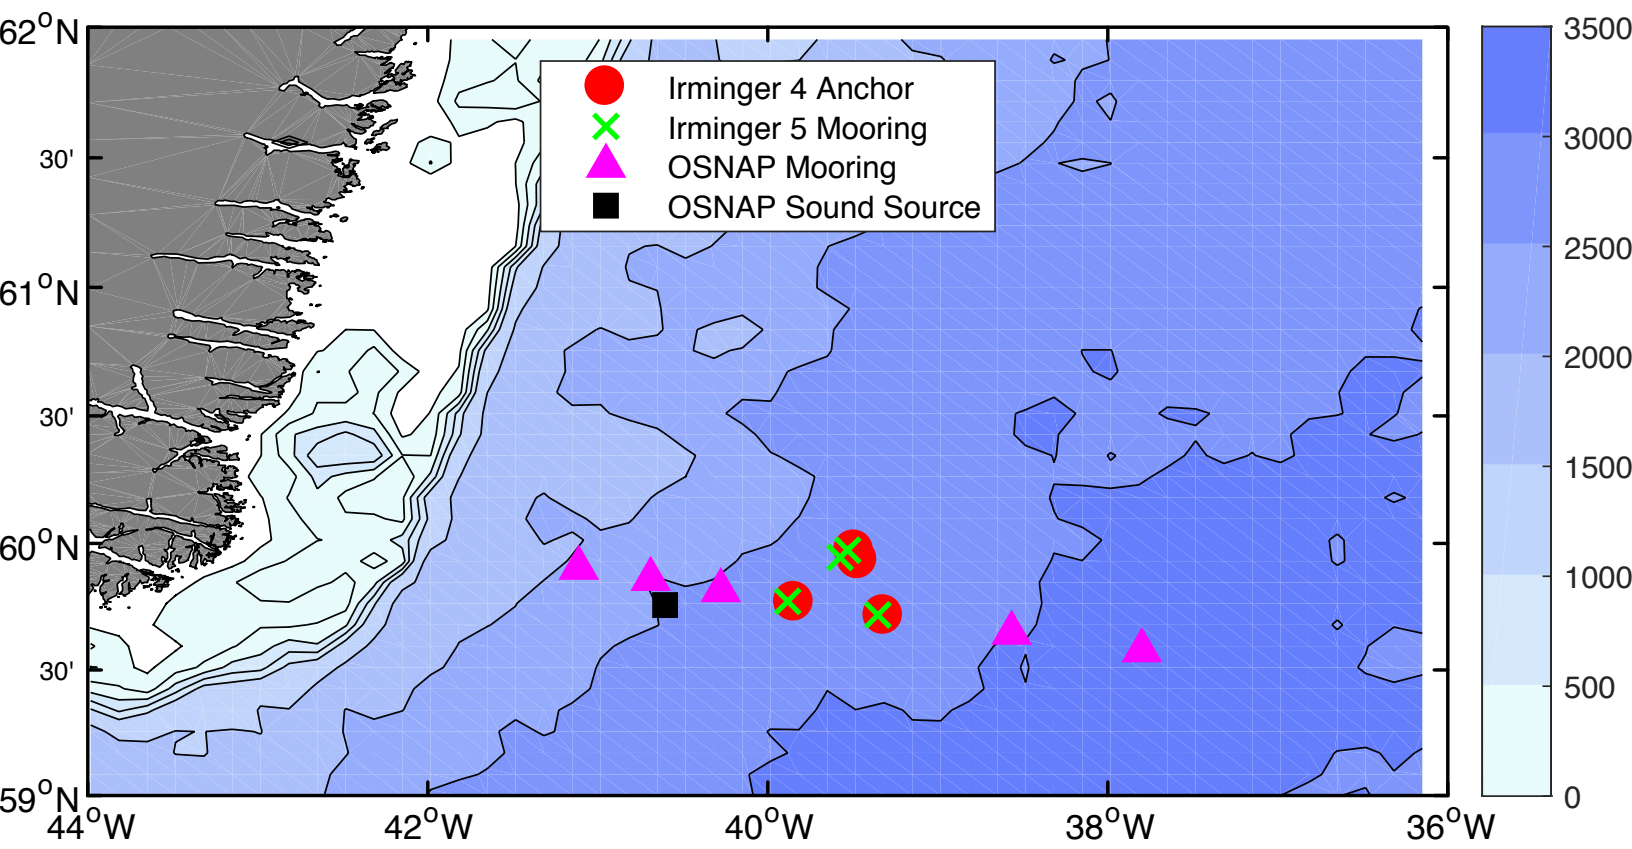 62°N
30'
61°N
30'
60°N
30'
59°N
44°W
42°W
40°W
38°W
36°W
Irminger 4 Anchor
Irminger 5 Mooring
OSNAP Mooring
OSNAP Sound Source
3500
3000
2500
2000
1500
1000
500
0